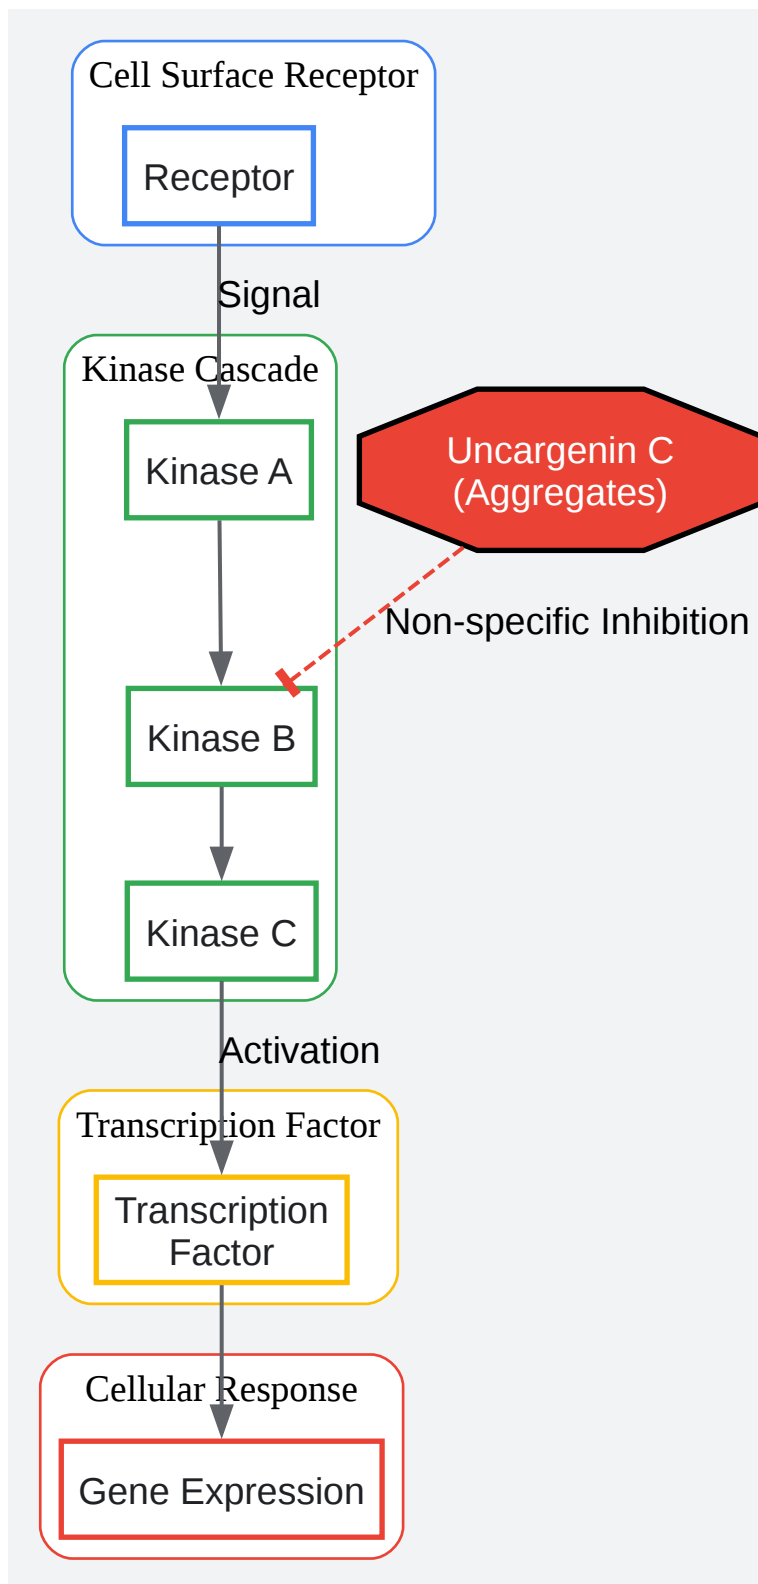 Cell Surface Receptor
Receptor
Signal
Kinase Cascade
Kinase A
Uncargenin C
(Aggregates)
Non-specific Inhibition
Kinase B
Kinase C
Activation
Transcription Factor
Transcription
Factor
Cellular Response
Gene Expression